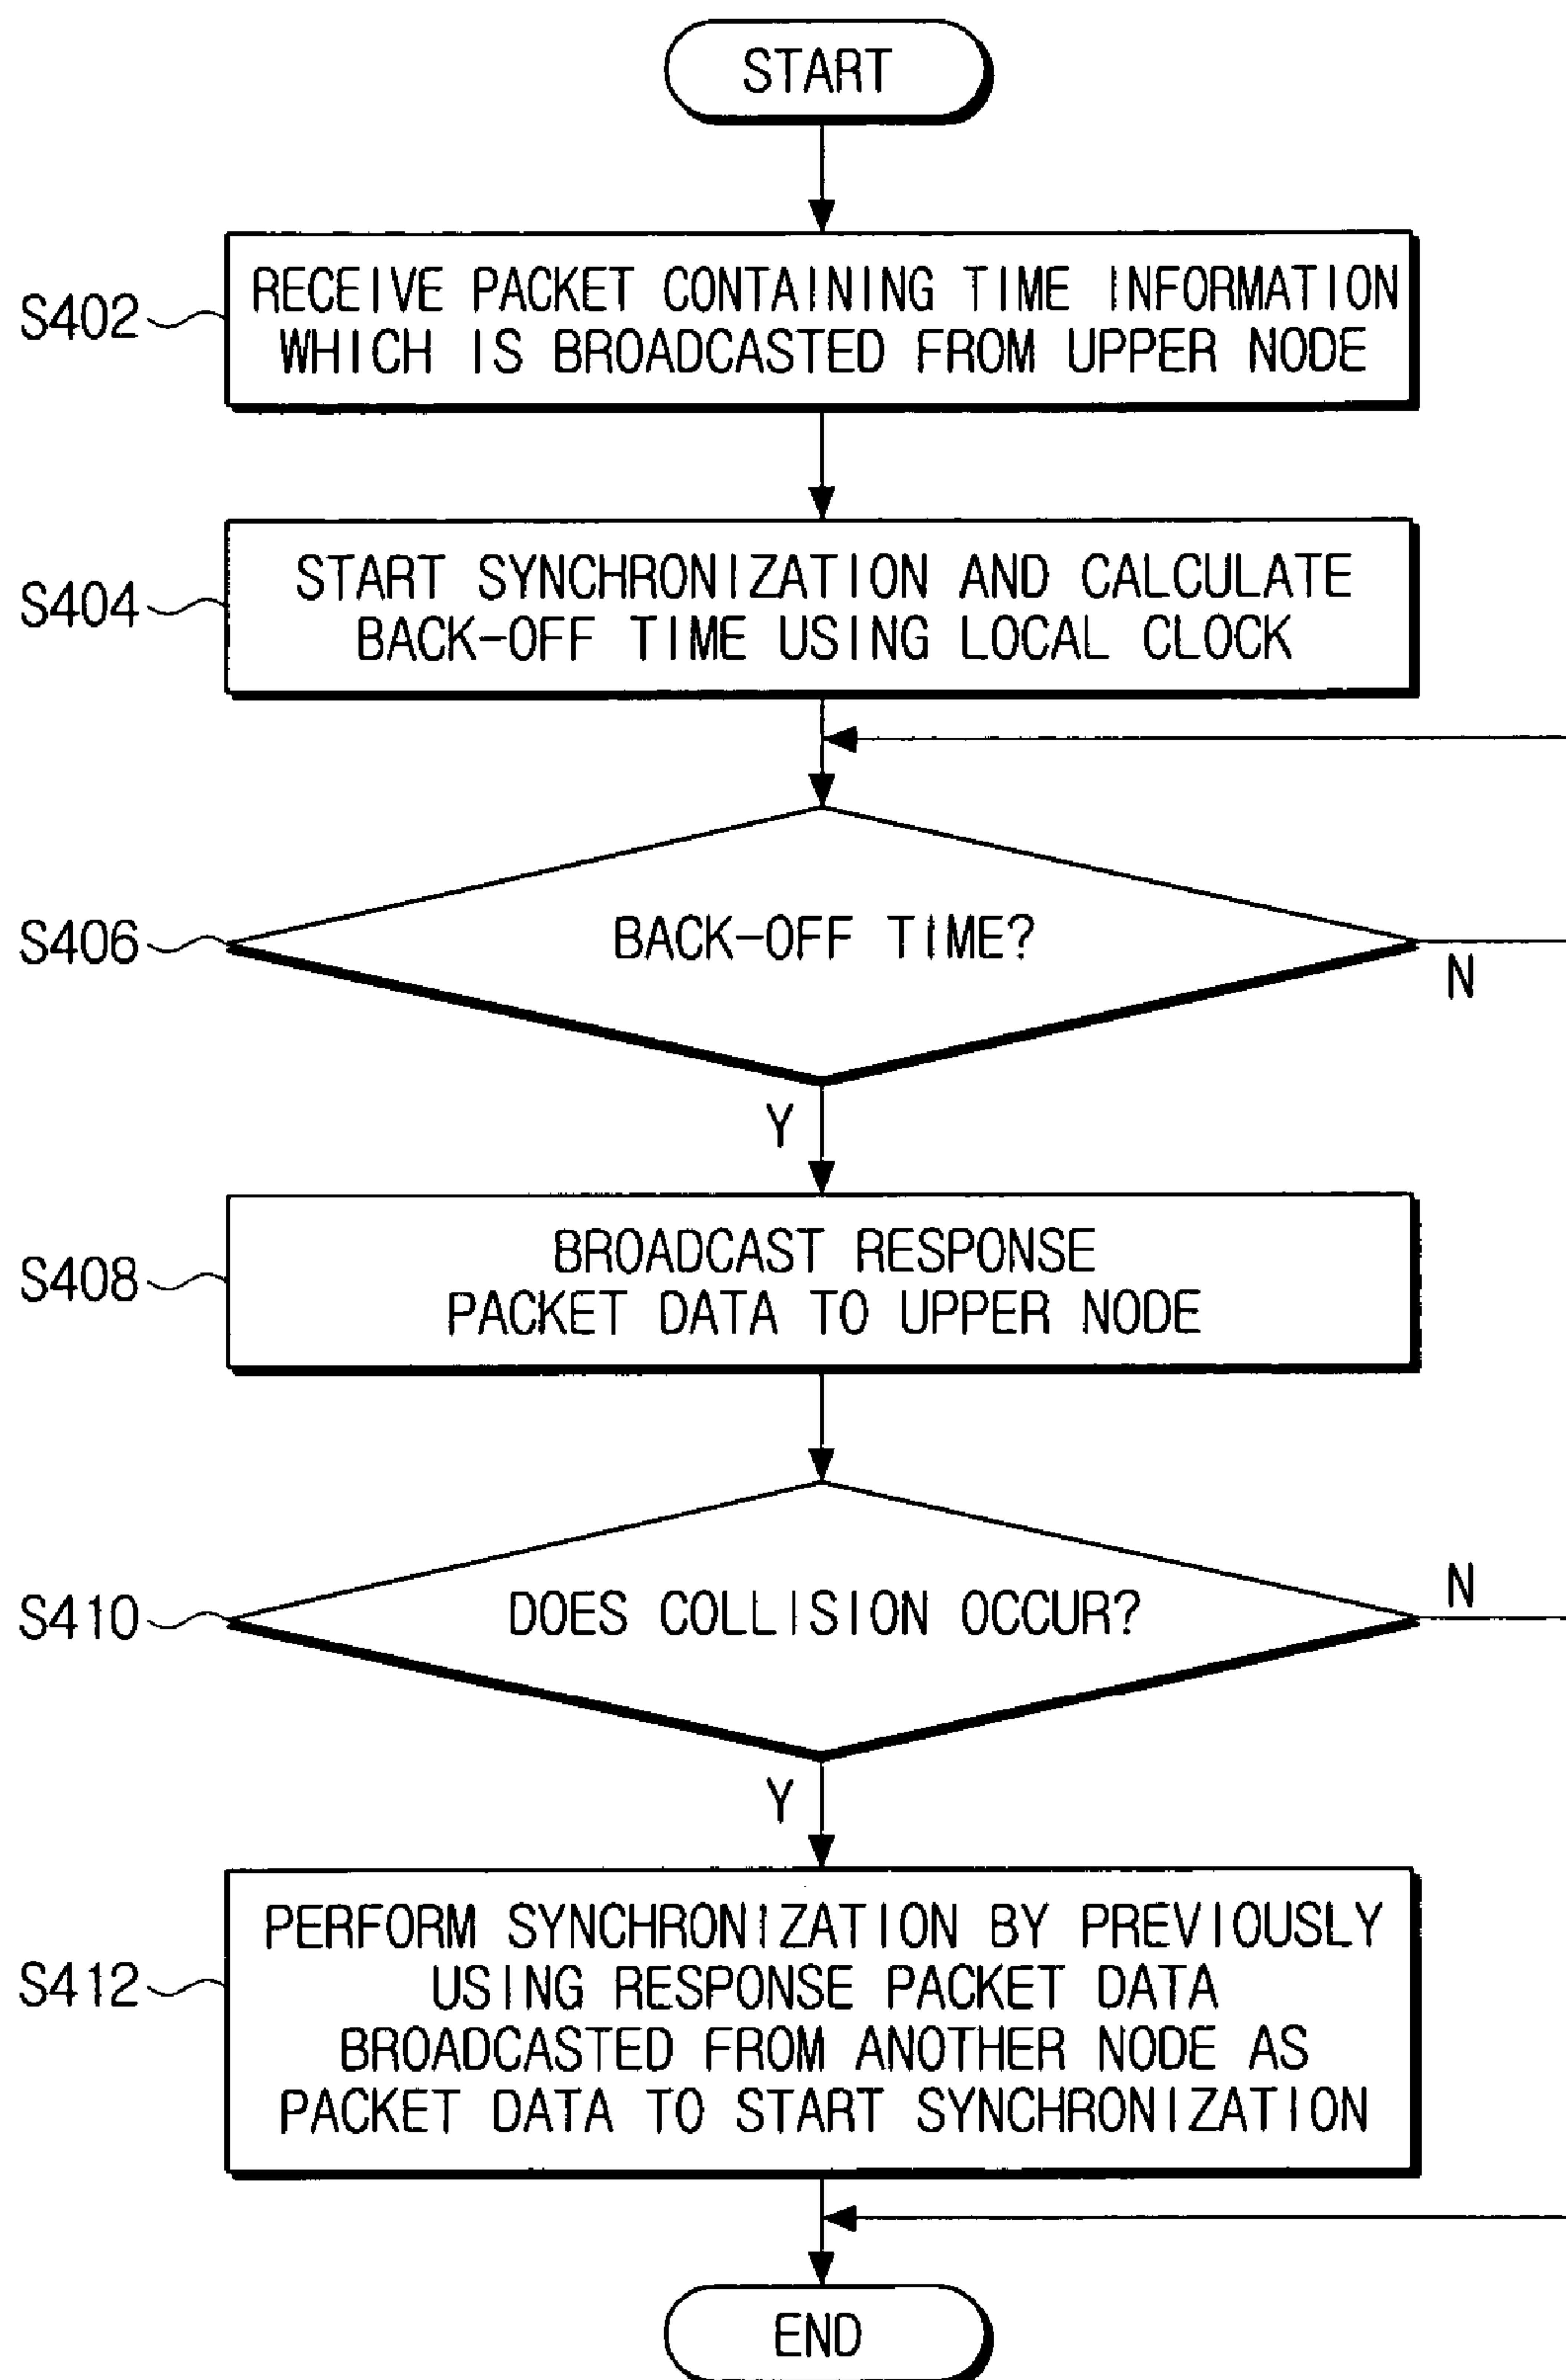 START
S402
RECEIVE PACKET CONTAINING TIME INFORMATION
WHICH IS BROADCASTED FROM UPPER NODE
S404
START SYNCHRONIZATION AND CALCULATE
BACK-OFF TIME USING LOCAL CLOCK
S406
BACK-OFF TIME?
N
Y
S408
BROADCAST RESPONSE
PACKET DATA TO UPPER NODE
S410
DOES COLLISION OCCUR?
N
Y
S412
PERFORM SYNCHRONIZATION BY PREVIOUSLY
USING RESPONSE PACKET DATA
BROADCASTED FROM ANOTHER NODE AS
PACKET DATA TO START SYNCHRONIZATION
END